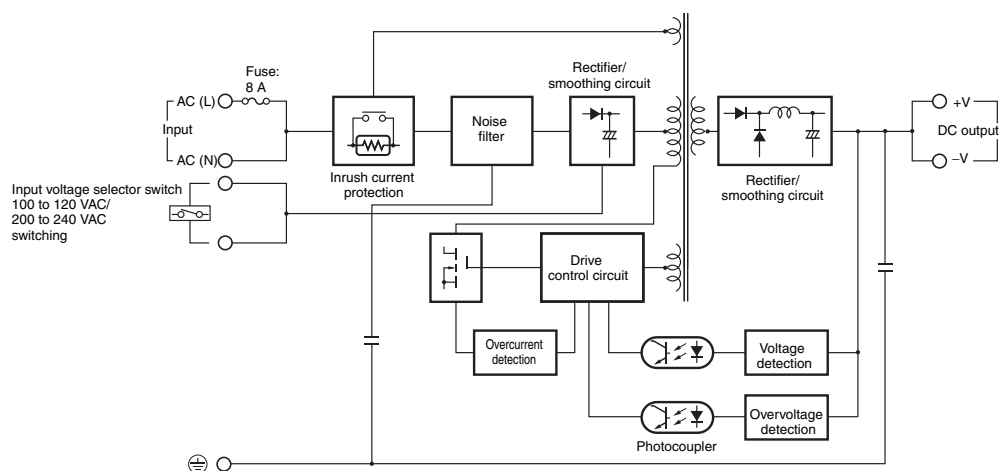 Fuse:
8 A
AC (L)
Input
AC (N)
Input voltage selector switch
100 to 120 VAC/
200 to 240 VAC
switching
Inrush current
protection
Noise
filter
Rectifier/
smoothing circuit
Rectifier/
smoothing circuit
+V
DC output
–V
Drive
control circuit
Overcurrent
detection
Voltage
detection
Overvoltage
detection
Photocoupler